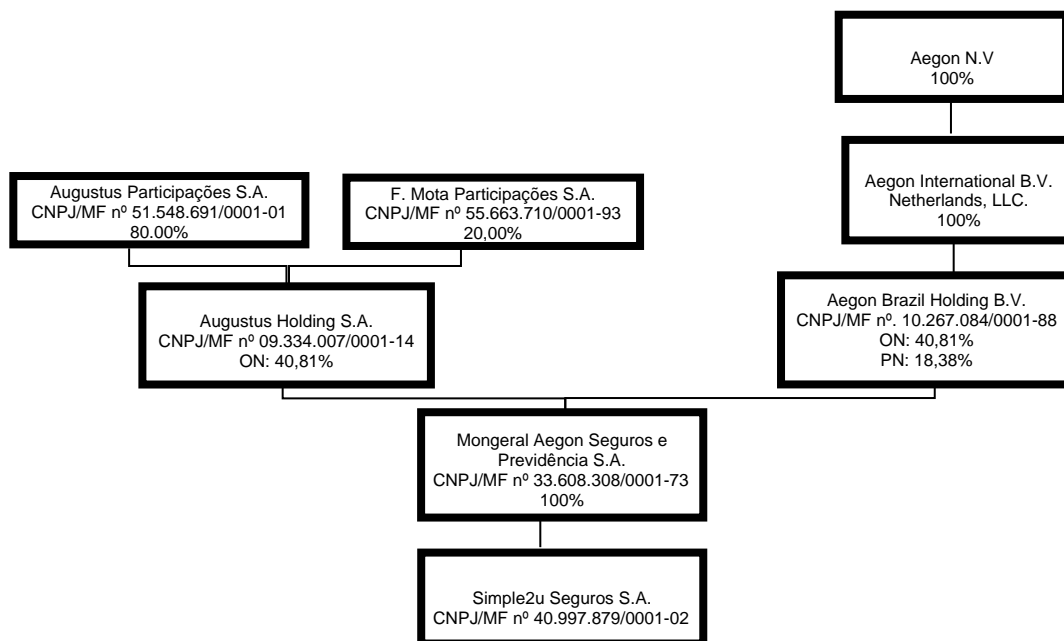 Aegon N.V
100%
Aegon International B.V.
Netherlands, LLC.
100%
Augustus Participações S.A.
CNPJ/MF nº 51.548.691/0001-01
80.00%
F. Mota Participações S.A.
CNPJ/MF nº 55.663.710/0001-93
20,00%
Augustus Holding S.A.
CNPJ/MF nº 09.334.007/0001-14
ON: 40,81%
Aegon Brazil Holding B.V.
CNPJ/MF nº. 10.267.084/0001-88
ON: 40,81%
PN: 18,38%
Mongeral Aegon Seguros e
Previdência S.A.
CNPJ/MF nº 33.608.308/0001-73
100%
Simple2u Seguros S.A.
CNPJ/MF nº 40.997.879/0001-02